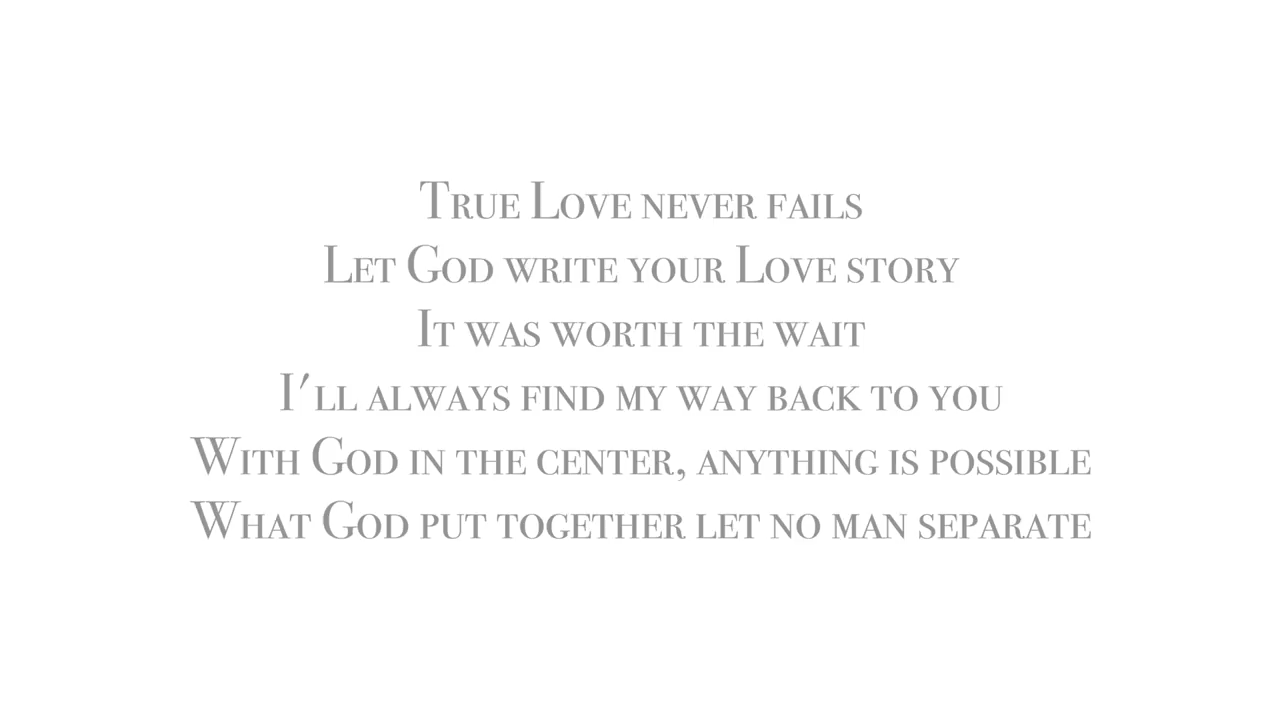 True Love never fails
Let God write your Love story
It was worth the wait
I'll always find my way back to you
With God in the center, anything is possible
What God put together let no man separate